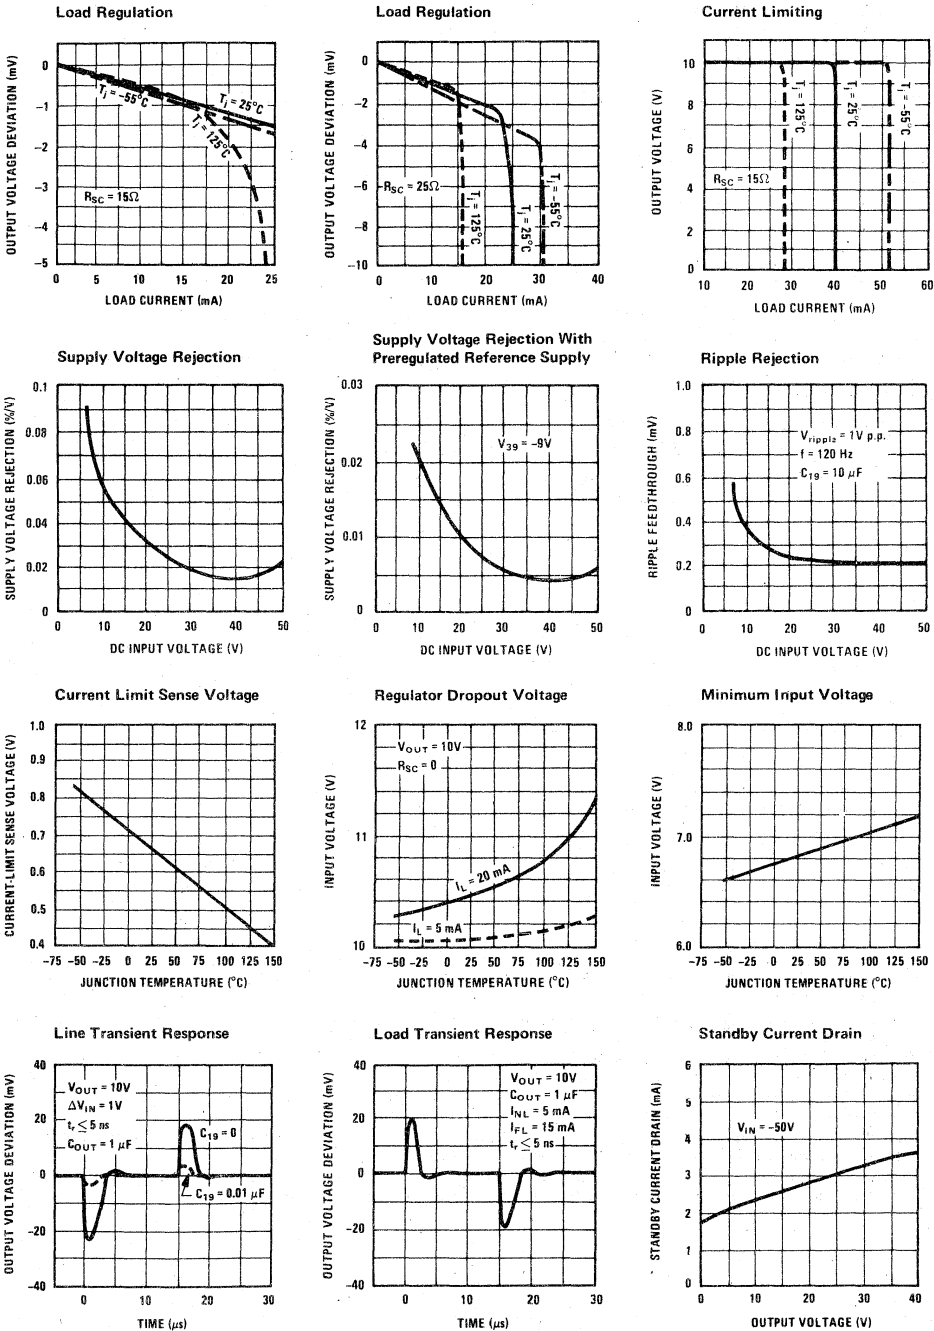 Load Regulation
OUTPUT VOLTAGE DEVIATION (mV)
0
-1
-2
-3
-4
-5
Tj = -55°C
Tj = 25°C
Tj = 125°C
RSC = 15Ω
0 5 10 15 20 25
LOAD CURRENT (mA)
Load Regulation
OUTPUT VOLTAGE DEVIATION (mV)
0
-2
-4
-6
-8
-10
RSC = 25Ω
Tj = 125°C
Tj = 25°C
Tj = -55°C
0 10 20 30 40
LOAD CURRENT (mA)
Current Limiting
OUTPUT VOLTAGE (V)
10
8
6
4
2
0
Tj = 125°C
Tj = 25°C
Tj = -55°C
RSC = 15Ω
10 20 30 40 50 60
LOAD CURRENT (mA)
Supply Voltage Rejection
SUPPLY VOLTAGE REJECTION (%/V)
0.1
0.08
0.06
0.04
0.02
0
0 10 20 30 40 50
DC INPUT VOLTAGE (V)
Supply Voltage Rejection With
Preregulated Reference Supply
SUPPLY VOLTAGE REJECTION (%/V)
0.03
0.02
0.01
0
V39 = -9V
0 10 20 30 40 50
DC INPUT VOLTAGE (V)
Ripple Rejection
RIPPLE FEEDTHROUGH (mV)
1.0
0.8
0.6
0.4
0.2
0
Vripple = 1V p.p.
f = 120 Hz
C19 = 10 μF
0 10 20 30 40 50
DC INPUT VOLTAGE (V)
Current Limit Sense Voltage
CURRENT-LIMIT SENSE VOLTAGE (V)
1.0
0.9
0.8
0.7
0.6
0.5
0.4
-75 -50 -25 0 25 50 75 100 125 150
JUNCTION TEMPERATURE (°C)
Regulator Dropout Voltage
INPUT VOLTAGE (V)
12
11
10
VOUT = 10V
RSC = 0
IL = 20 mA
IL = 5 mA
-75 -50 -25 0 25 50 75 100 125 150
JUNCTION TEMPERATURE (°C)
Minimum Input Voltage
INPUT VOLTAGE (V)
8.0
7.0
6.0
-75 -50 -25 0 25 50 75 100 125 150
JUNCTION TEMPERATURE (°C)
Line Transient Response
OUTPUT VOLTAGE DEVIATION (mV)
40
20
0
-20
-40
VOUT = 10V
ΔVIN = 1V
tr ≤ 5 ns
COUT = 1 μF
C19 = 0
C19 = 0.01 μF
0 10 20 30
TIME (μs)
Load Transient Response
OUTPUT VOLTAGE DEVIATION (mV)
40
20
0
-20
-40
VOUT = 10V
COUT = 1 μF
INL = 5 mA
IFL = 15 mA
tr ≤ 5 ns
0 10 20 30
TIME (μs)
Standby Current Drain
STANDBY CURRENT DRAIN (mA)
6
5
4
3
2
1
0
VIN = -50V
0 10 20 30 40
OUTPUT VOLTAGE (V)